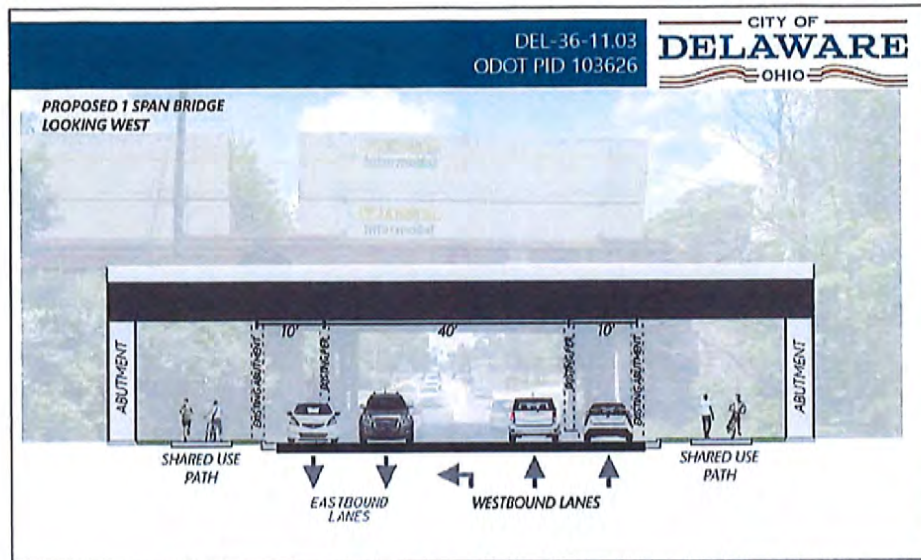 DEL-36-11.03
ODOT PID 103626
CITY OF
DELAWARE
OHIO
PROPOSED 1 SPAN BRIDGE
LOOKING WEST
10'
40'
10'
ABUTMENT
EXISTING ABUTMENT
EXISTING PIER
EXISTING PIER
EXISTING ABUTMENT
ABUTMENT
SHARED USE
PATH
EASTBOUND
LANES
WESTBOUND LANES
SHARED USE
PATH